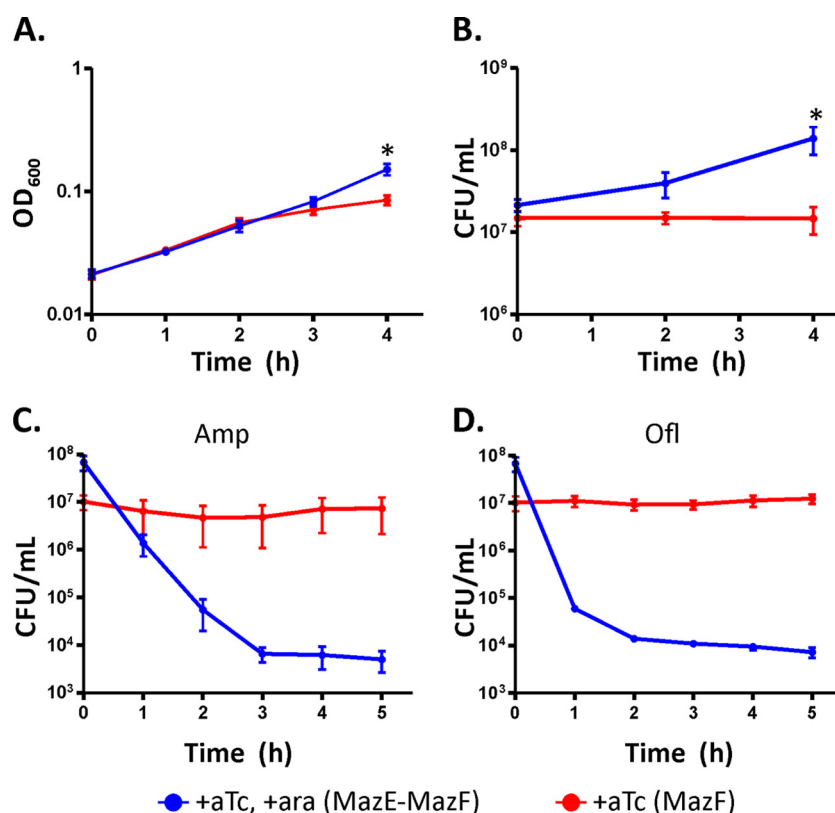 A.
B.
1
0.1
0.01
OD600
*
0 1 2 3 4
Time (h)
10⁹
10⁸
10⁷
10⁶
CFU/mL
*
0 1 2 3 4
Time (h)
C.
Amp
D.
Ofl
10⁸
10⁷
10⁶
10⁵
10⁴
10³
CFU/mL
0 1 2 3 4 5
Time (h)
10⁸
10⁷
10⁶
10⁵
10⁴
10³
CFU/mL
0 1 2 3 4 5
Time (h)
+aTc, +ara (MazE-MazF)
+aTc (MazF)